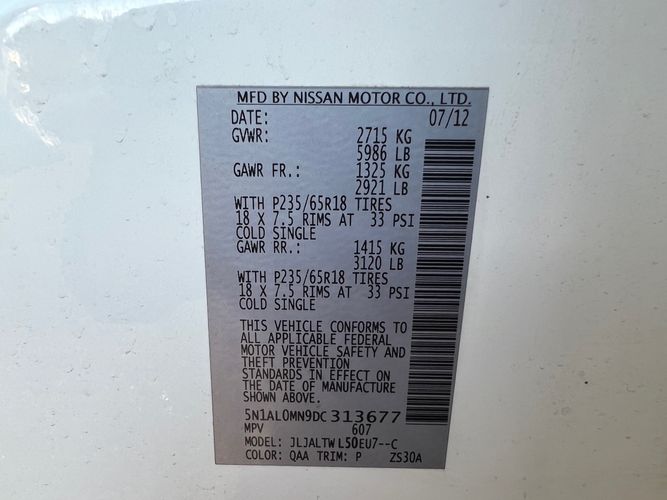 MFD BY NISSAN MOTOR CO., LTD.
DATE: 07/12
GVWR: 2715 KG
5986 LB
GAWR FR.: 1325 KG
2921 LB
WITH P235/65R18 TIRES
18 X 7.5 RIMS AT 33 PSI
COLD SINGLE
GAWR RR.: 1415 KG
3120 LB
WITH P235/65R18 TIRES
18 X 7.5 RIMS AT 33 PSI
COLD SINGLE
THIS VEHICLE CONFORMS TO
ALL APPLICABLE FEDERAL
MOTOR VEHICLE SAFETY AND
THEFT PREVENTION
STANDARDS IN EFFECT ON
THE DATE OF MANUFACTURE
SHOWN ABOVE.
5N1AL0MN9DC313677
MPV 607
MODEL: JLJALTWL50EU7--C
COLOR: QAA TRIM: P ZS30A